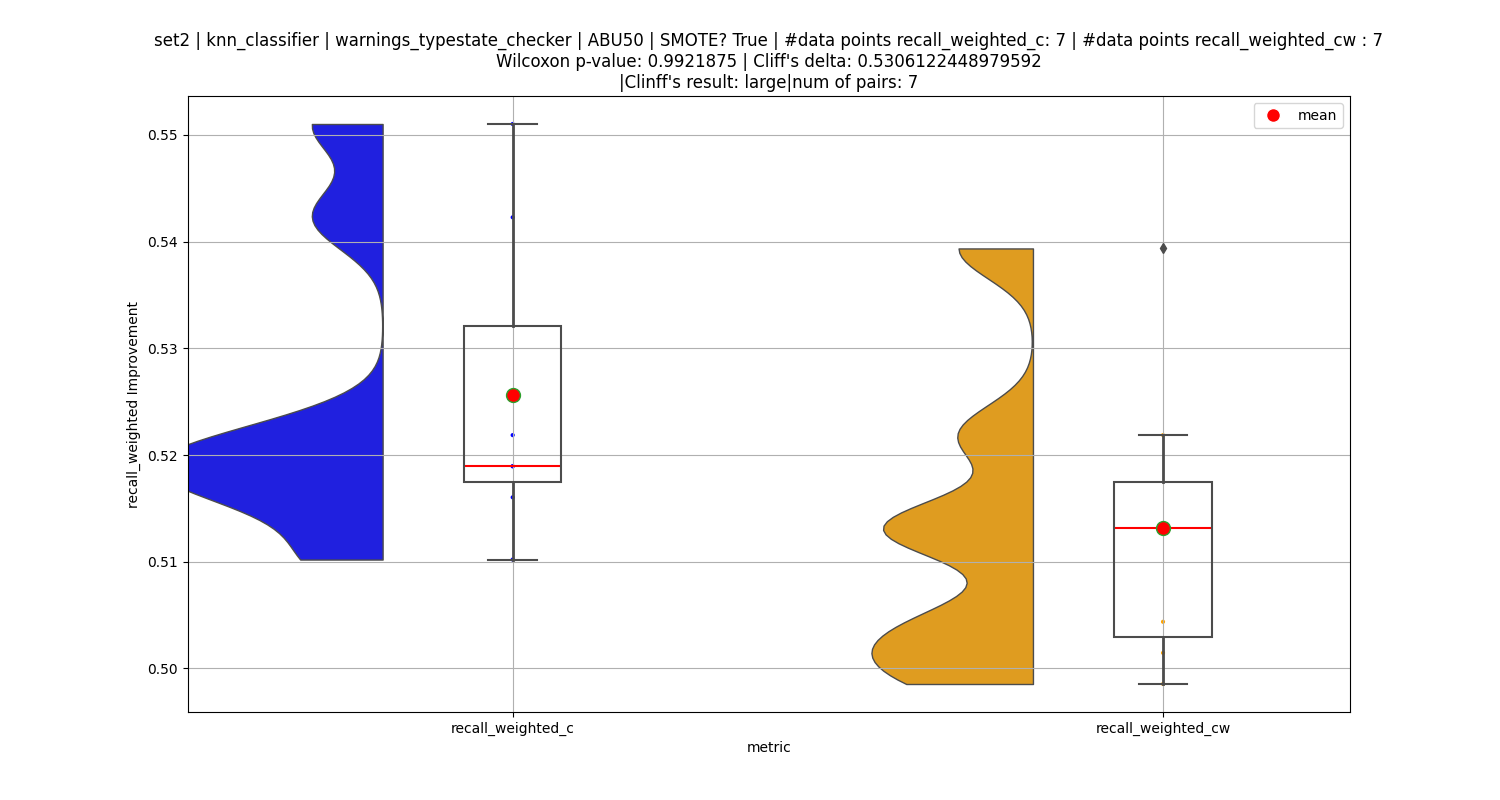 set2 | knn_classifier | warnings_typestate_checker | ABU50 | SMOTE? True | #data points recall_weighted_c: 7 | #data points recall_weighted_cw : 7
Wilcoxon p-value: 0.9921875 | Cliff's delta: 0.5306122448979592
|Clinff's result: large|num of pairs: 7
mean
0.55
0.54
0.53
0.52
0.51
0.50
recall_weighted Improvement
recall_weighted_c
recall_weighted_cw
metric